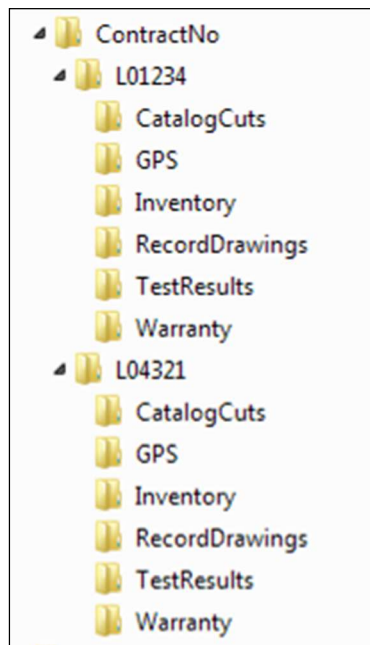 ContractNo
L01234
CatalogCuts
GPS
Inventory
RecordDrawings
TestResults
Warranty
L04321
CatalogCuts
GPS
Inventory
RecordDrawings
TestResults
Warranty